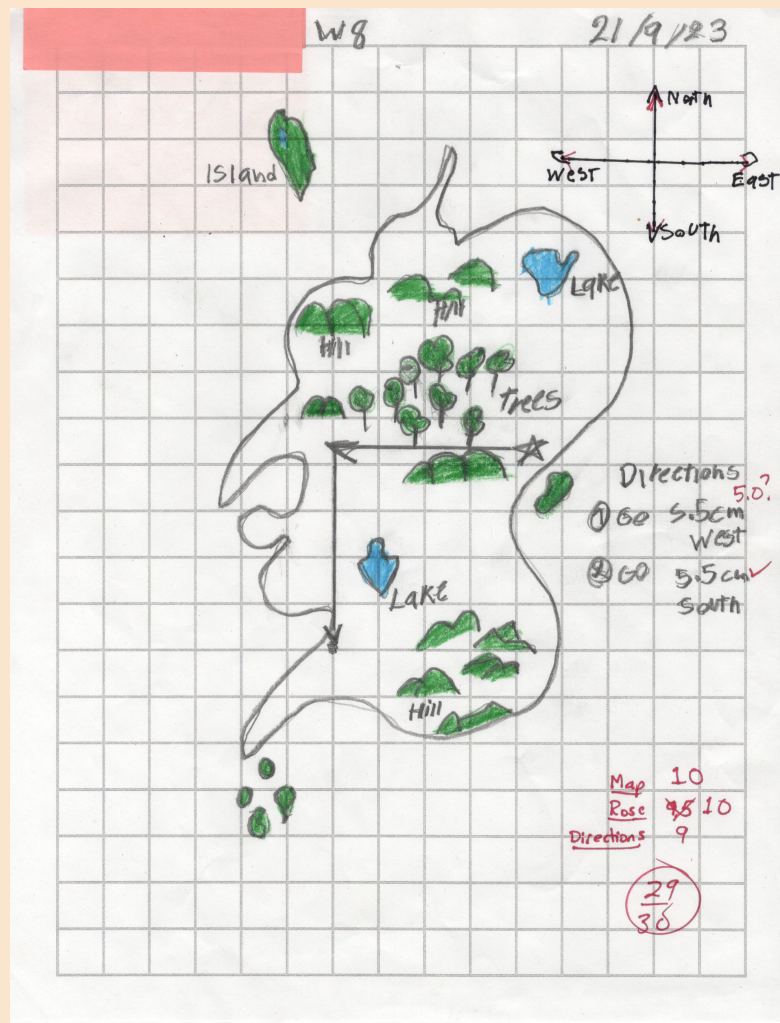 W8 21/9/23
North
West
East
South
Island
Lake
Hill
Hill
Trees
Directions
5.0?
① Go 5.5cm
West
② GO 5.5cm ✓
South
Lake
Hill
Map 10
Rose 10
Directions 9
29
30